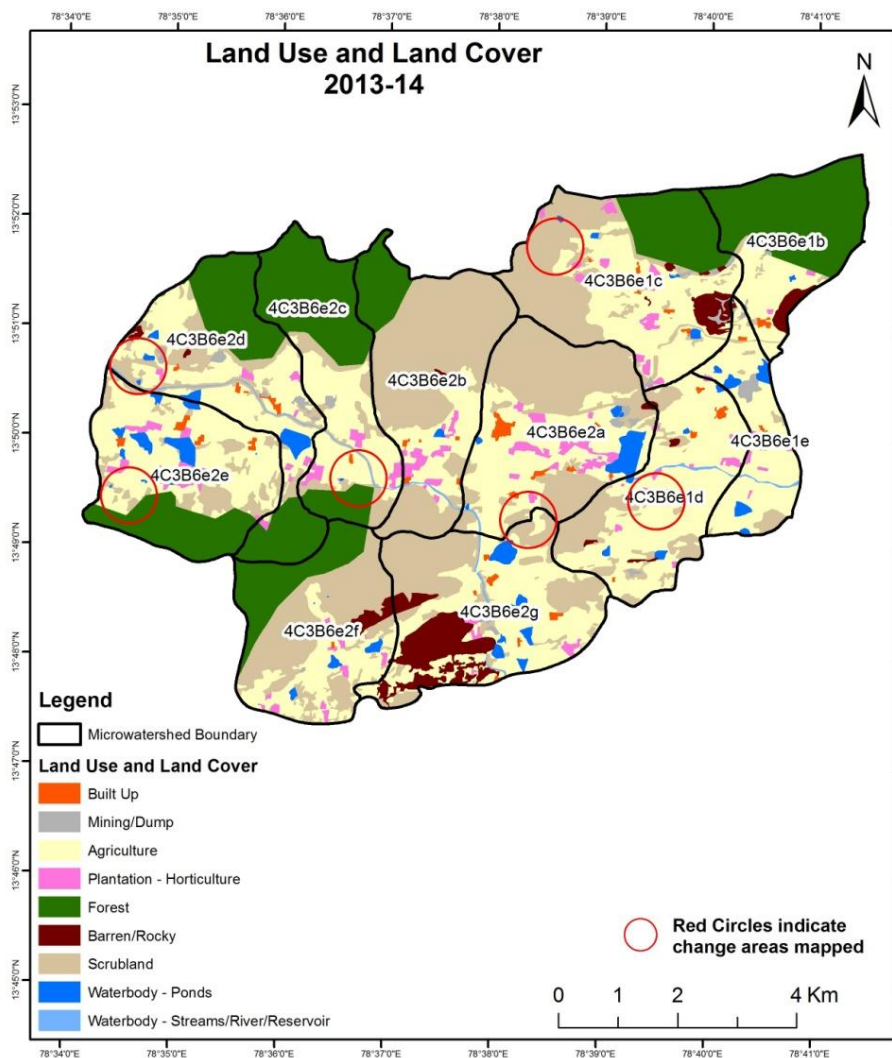 78°34'0"E 78°35'0"E 78°36'0"E 78°37'0"E 78°38'0"E 78°39'0"E 78°40'0"E 78°41'0"E
Land Use and Land Cover
2013-14
N
13°53'0"N
13°52'0"N
13°51'0"N
13°50'0"N
13°49'0"N
13°48'0"N
13°47'0"N
13°46'0"N
13°45'0"N
4C3B6e1b
4C3B6e1c
4C3B6e2c
4C3B6e2d
4C3B6e2b
4C3B6e2a
4C3B6e1e
4C3B6e2e
4C3B6e1d
4C3B6e2g
4C3B6e2f
Legend
Microwatershed Boundary
Land Use and Land Cover
Built Up
Mining/Dump
Agriculture
Plantation - Horticulture
Forest
Barren/Rocky
Scrubland
Waterbody - Ponds
Waterbody - Streams/River/Reservoir
Red Circles indicate
change areas mapped
0 1 2 4 Km
78°34'0"E 78°35'0"E 78°36'0"E 78°37'0"E 78°38'0"E 78°39'0"E 78°40'0"E 78°41'0"E